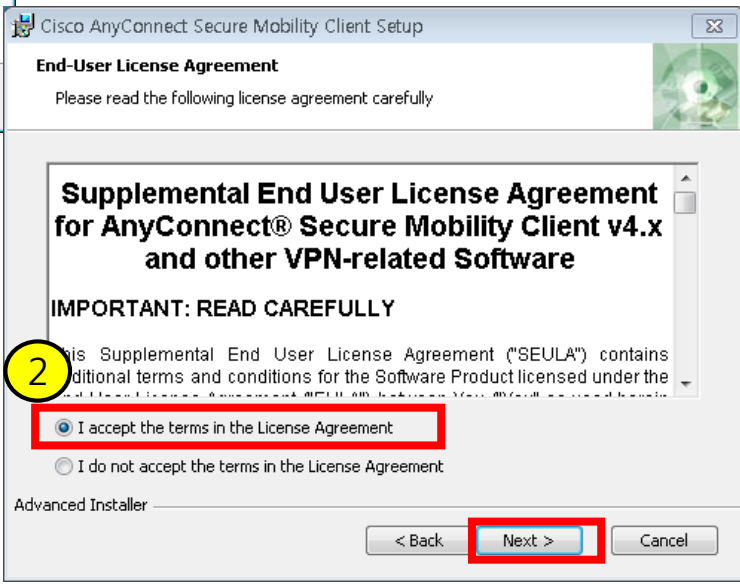 Cisco AnyConnect Secure Mobility Client Setup
End-User License Agreement
Please read the following license agreement carefully
Supplemental End User License Agreement
for AnyConnect® Secure Mobility Client v4.x
and other VPN-related Software
IMPORTANT: READ CAREFULLY
Supplemental End User License Agreement ("SEULA") contains
2
terms and conditions for the Software Product licensed under the
I accept the terms in the License Agreement
I do not accept the terms in the License Agreement
Advanced Installer
< Back
Next >
Cancel